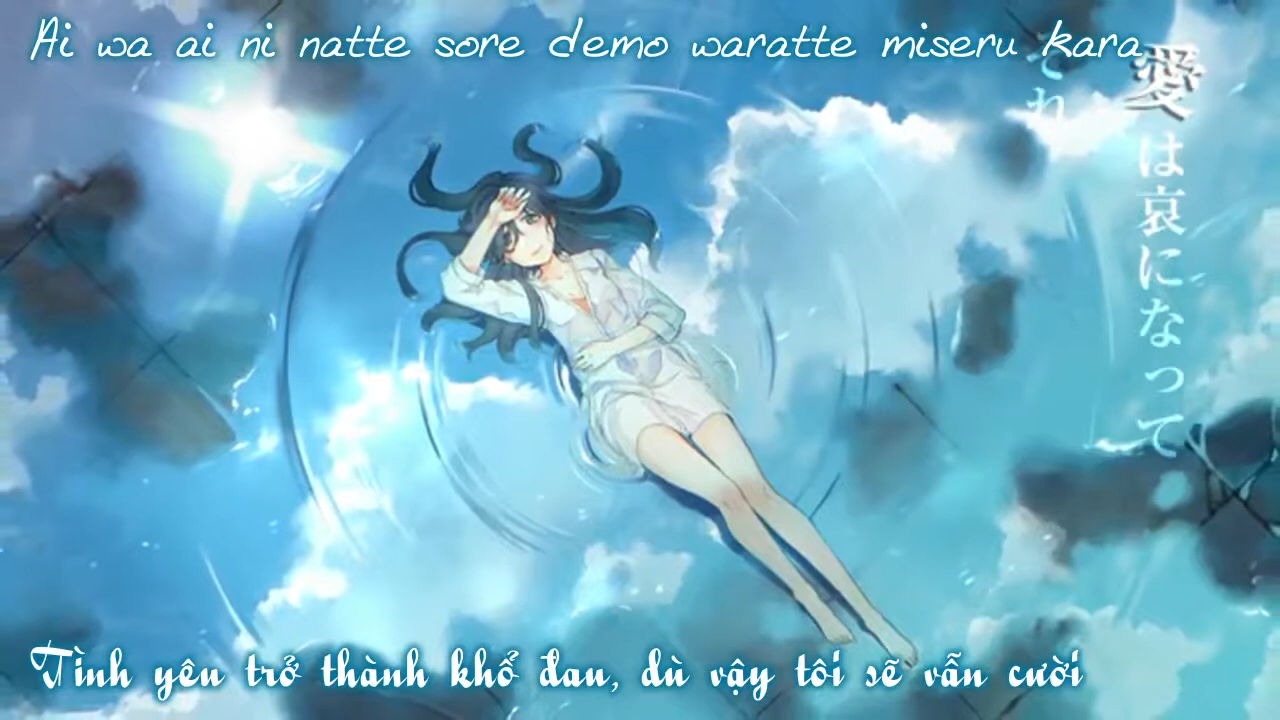 Ai wa ai ni natte sore demo waratte miseru kara
愛は哀になって
それ
Tình yêu trở thành khổ đau, dù vậy tôi sẽ vẫn cười